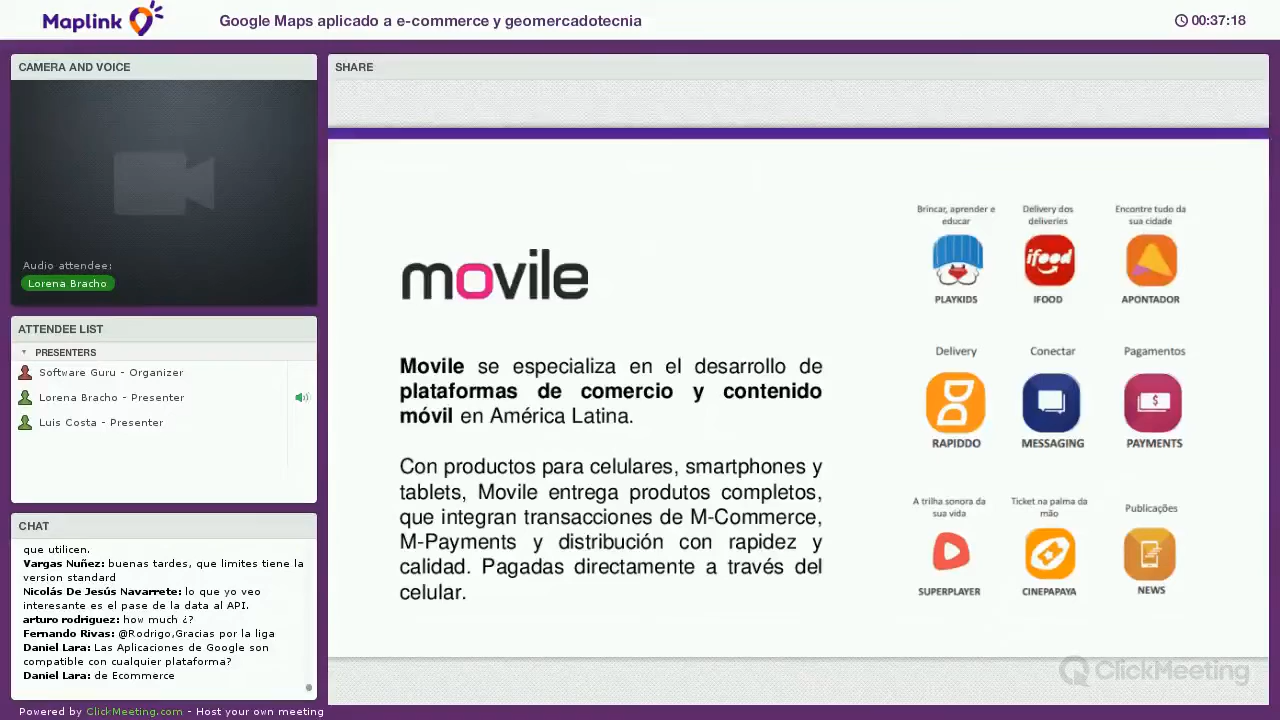 Maplink
Google Maps aplicado a e-commerce y geomercadotecnia
00:37:18
CAMERA AND VOICE
Audio attendee:
Lorena Bracho
ATTENDEE LIST
PRESENTERS
Software Guru - Organizer
Lorena Bracho - Presenter
Luis Costa - Presenter
CHAT
que utilicen.
Vargas Nuñez: buenas tardes, que limites tiene la
version standard
Nicolás De Jesús Navarrete: lo que yo veo
interesante es el pase de la data al API.
arturo rodriguez: how much ¿?
Fernando Rivas: @Rodrigo,Gracias por la liga
Daniel Lara: Las Aplicaciones de Google son
compatible con cualquier plataforma?
Daniel Lara: de Ecommerce
Powered by ClickMeeting.com - Host your own meeting
SHARE
movile
Movile se especializa en el desarrollo de
plataformas de comercio y contenido
móvil en América Latina.
Con productos para celulares, smartphones y
tablets, Movile entrega produtos completos,
que integran transacciones de M-Commerce,
M-Payments y distribución con rapidez y
calidad. Pagadas directamente a través del
celular.
Brincar, aprender e
educar
PLAYKIDS
Delivery dos
deliveries
ifood
IFOOD
Encontre tudo da
sua cidade
APONTADOR
Delivery
RAPIDDO
Conectar
MESSAGING
Pagamentos
$
PAYMENTS
A trilha sonora da
sua vida
SUPERPLAYER
Ticket na palma da
mão
CINEPAPAYA
Publicações
NEWS
ClickMeeting